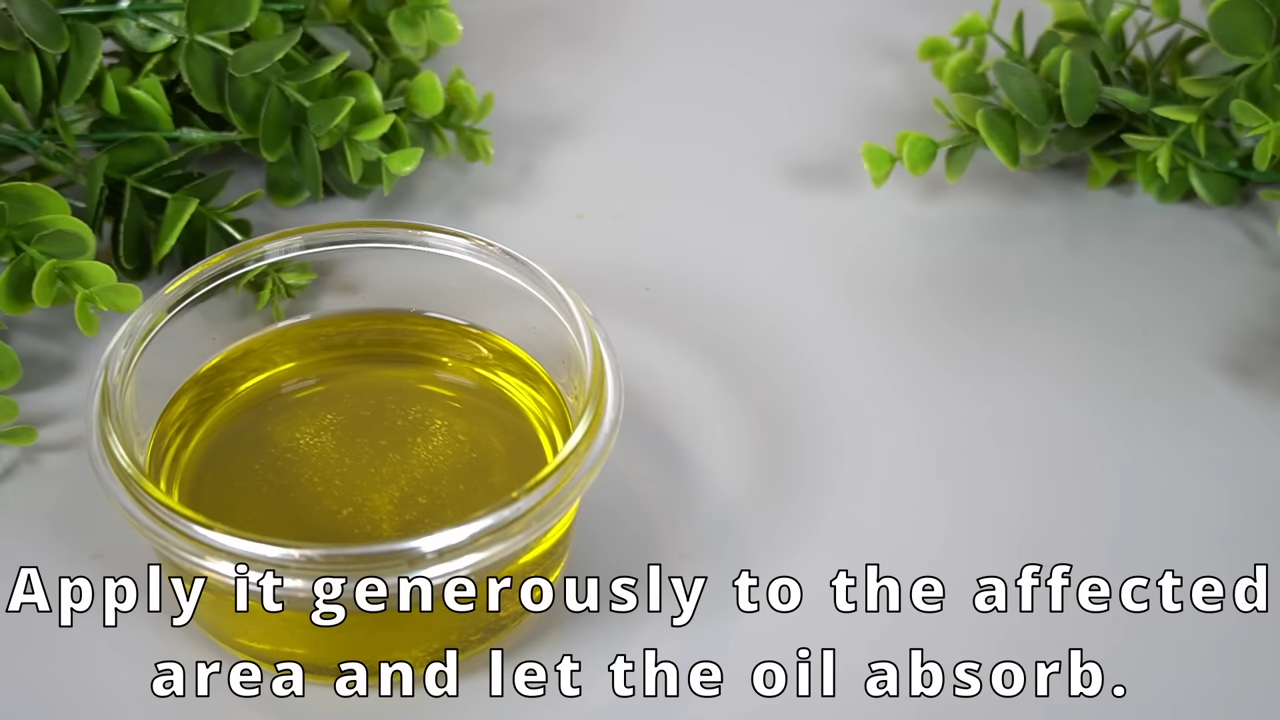 Apply it generously to the affected
area and let the oil absorb.